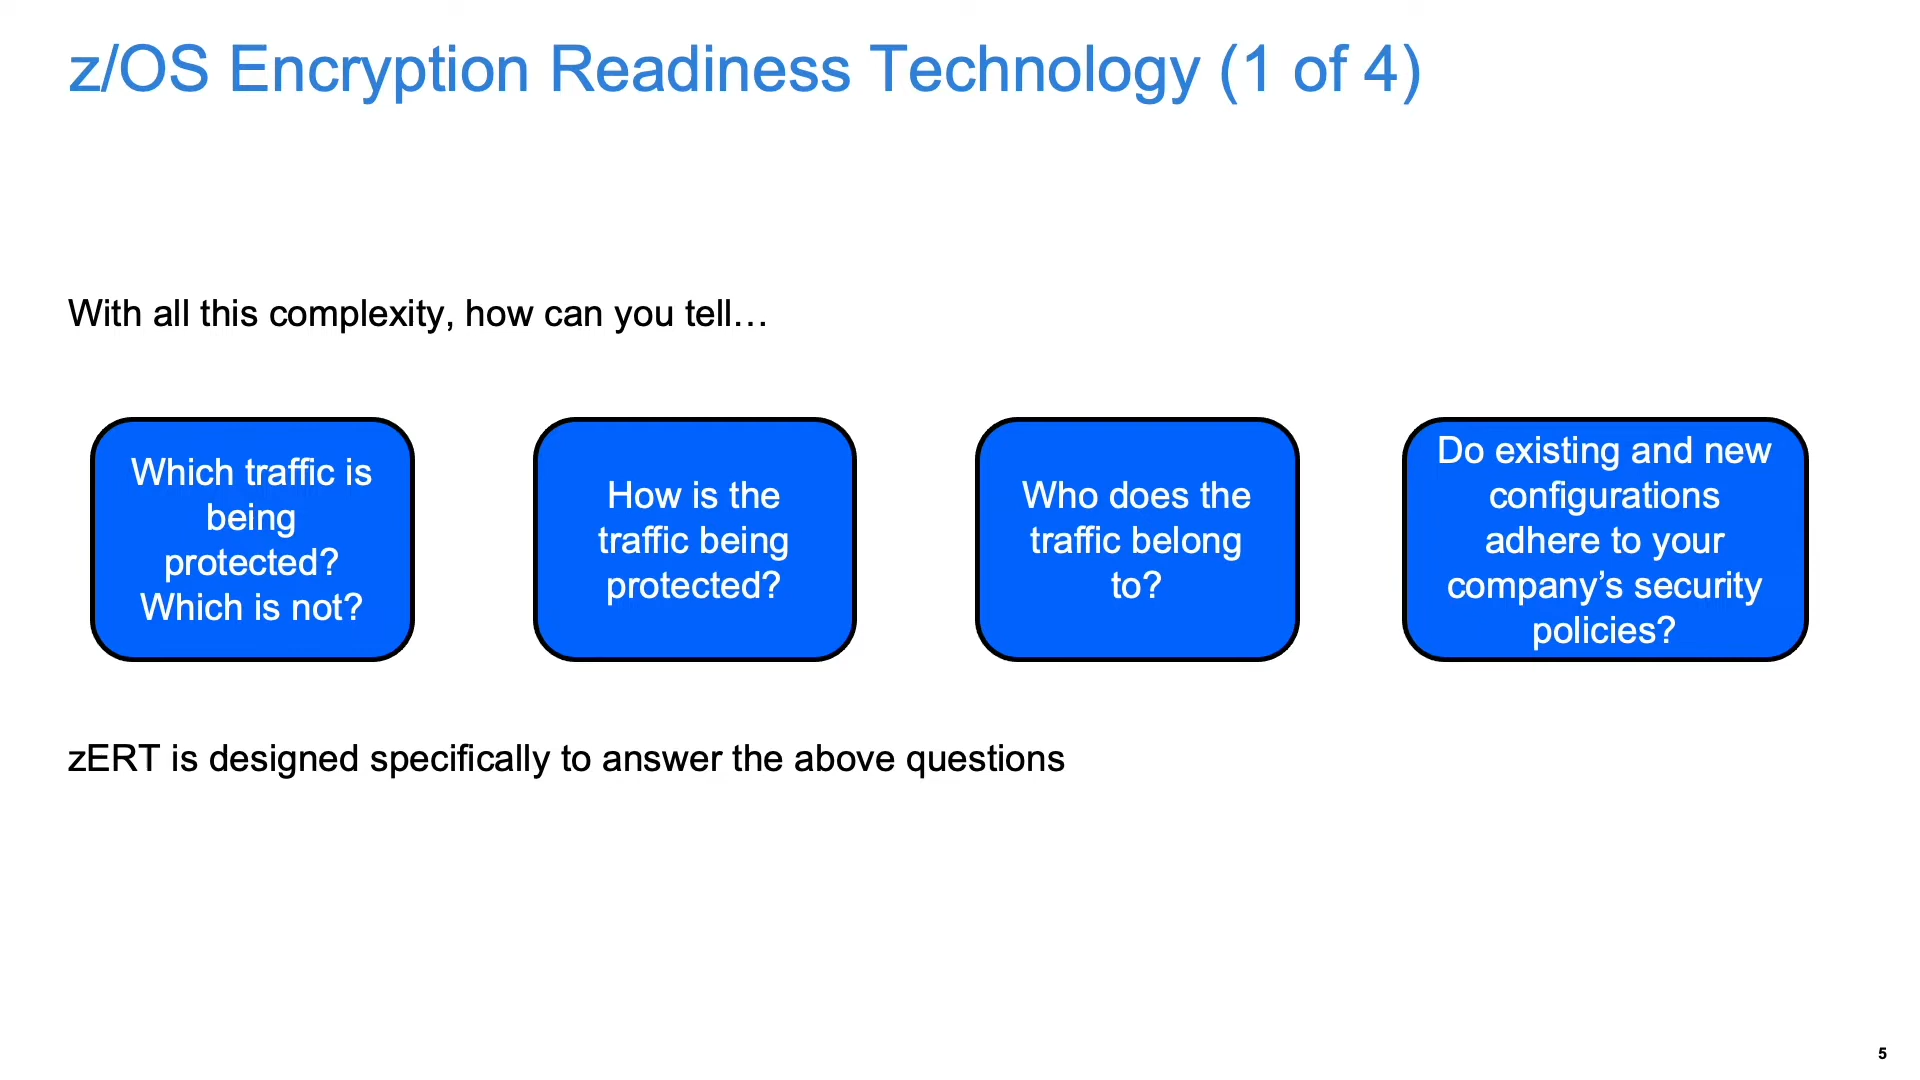 z/OS Encryption Readiness Technology (1 of 4)
With all this complexity, how can you tell…
Which traffic is
being
protected?
Which is not?
How is the
traffic being
protected?
Who does the
traffic belong
to?
Do existing and new
configurations
adhere to your
company’s security
policies?
zERT is designed specifically to answer the above questions
5